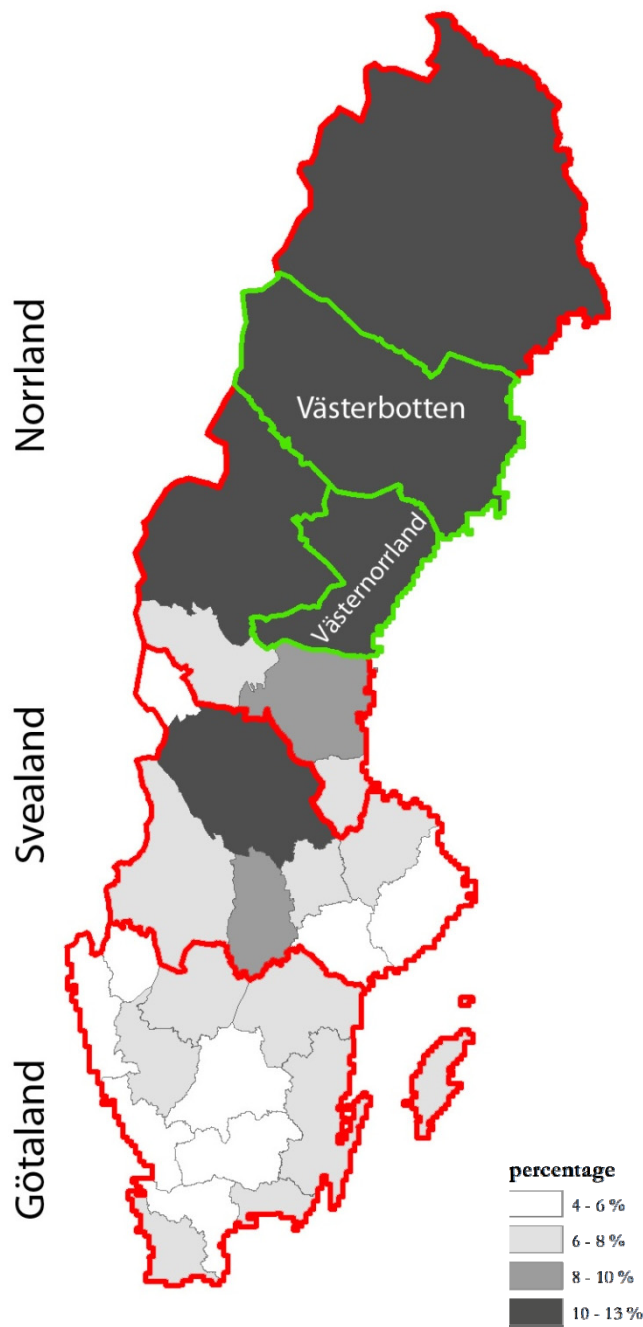 Norrland
Västerbotten
Västernorrland
Svealand
Götaland
percentage
4 - 6 %
6 - 8 %
8 - 10 %
10 - 13 %